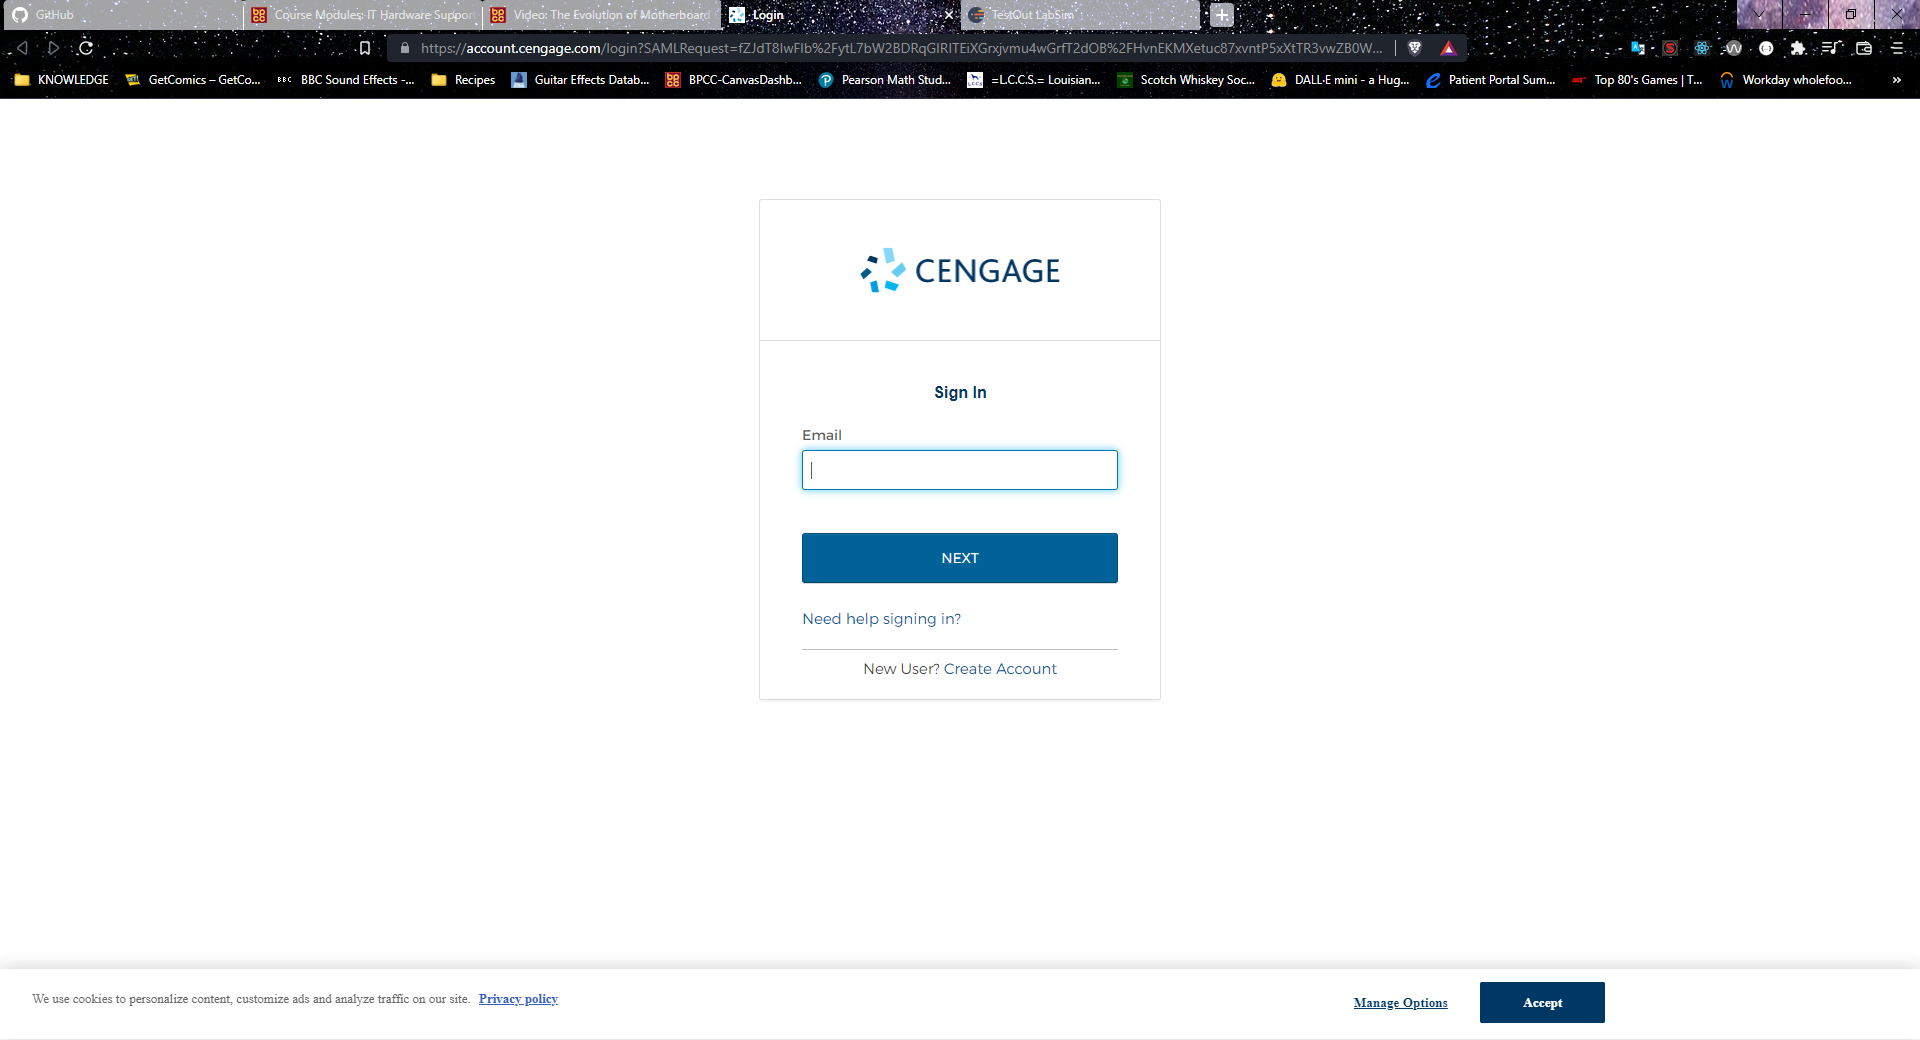 GitHub
Course Modules: IT Hardware Support
Video: The Evolution of Motherboard
Login
TestOut LabSim
https://account.cengage.com/login?SAMLRequest=
KNOWLEDGE
GetComics – GetCo...
BBC BBC Sound Effects -...
Recipes
Guitar Effects Datab...
BPCC-CanvasDashb...
Pearson Math Stud...
=L.C.C.S.= Louisian...
Scotch Whiskey Soc...
DALL·E mini - a Hug...
Patient Portal Sum...
Top 80's Games | T...
Workday wholefoo...
CENGAGE
Sign In
Email
NEXT
Need help signing in?
New User? Create Account
We use cookies to personalize content, customize ads and analyze traffic on our site. Privacy policy
Manage Options
Accept